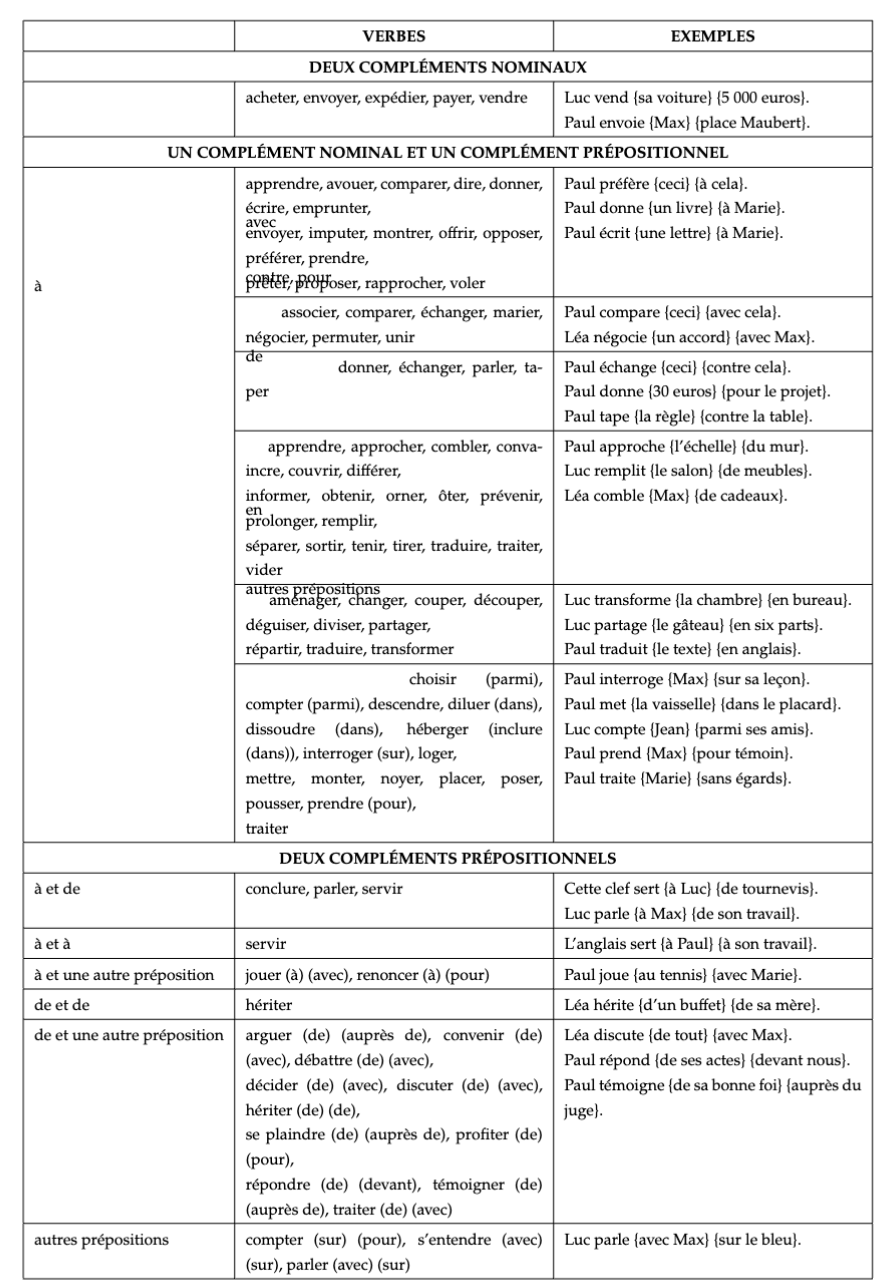 VERBES EXEMPLES
DEUX COMPLÉMENTS NOMINAUX
acheter, envoyer, expédier, payer, vendre
Luc vend {sa voiture} {5 000 euros}.
Paul envoie {Max} {place Maubert}.
UN COMPLÉMENT NOMINAL ET UN COMPLÉMENT PRÉPOSITIONNEL
à
apprendre, avouer, comparer, dire, donner,
écrire, emprunter,
avec
envoyer, imputer, montrer, offrir, opposer,
préférer, prendre,
contre, pour
prêter, proposer, rapprocher, voler
Paul préfère {ceci} {à cela}.
Paul donne {un livre} {à Marie}.
Paul écrit {une lettre} {à Marie}.
associer, comparer, échanger, marier,
négocier, permuter, unir
Paul compare {ceci} {avec cela}.
Léa négocie {un accord} {avec Max}.
de
donner, échanger, parler, ta-
per
Paul échange {ceci} {contre cela}.
Paul donne {30 euros} {pour le projet}.
Paul tape {la règle} {contre la table}.
apprendre, approcher, combler, conva-
incre, couvrir, différer,
informer, obtenir, orner, ôter, prévenir,
en
prolonger, remplir,
séparer, sortir, tenir, tirer, traduire, traiter,
vider
Paul approche {l'échelle} {du mur}.
Luc remplit {le salon} {de meubles}.
Léa comble {Max} {de cadeaux}.
autres prépositions
aménager, changer, couper, découper,
déguiser, diviser, partager,
répartir, traduire, transformer
Luc transforme {la chambre} {en bureau}.
Luc partage {le gâteau} {en six parts}.
Paul traduit {le texte} {en anglais}.
choisir (parmi),
compter (parmi), descendre, diluer (dans),
dissoudre (dans), héberger (inclure
(dans)), interroger (sur), loger,
mettre, monter, noyer, placer, poser,
pousser, prendre (pour),
traiter
Paul interroge {Max} {sur sa leçon}.
Paul met {la vaisselle} {dans le placard}.
Luc compte {Jean} {parmi ses amis}.
Paul prend {Max} {pour témoin}.
Paul traite {Marie} {sans égards}.
DEUX COMPLÉMENTS PRÉPOSITIONNELS
à et de
conclure, parler, servir
Cette clef sert {à Luc} {de tournevis}.
Luc parle {à Max} {de son travail}.
à et à
servir
L'anglais sert {à Paul} {à son travail}.
à et une autre préposition
jouer (à) (avec), renoncer (à) (pour)
Paul joue {au tennis} {avec Marie}.
de et de
hériter
Léa hérite {d'un buffet} {de sa mère}.
de et une autre préposition
arguer (de) (auprès de), convenir (de)
(avec), débattre (de) (avec),
décider (de) (avec), discuter (de) (avec),
hériter (de) (de),
se plaindre (de) (auprès de), profiter (de)
(pour),
répondre (de) (devant), témoigner (de)
(auprès de), traiter (de) (avec)
Léa discute {de tout} {avec Max}.
Paul répond {de ses actes} {devant nous}.
Paul témoigne {de sa bonne foi} {auprès du
juge}.
autres prépositions
compter (sur) (pour), s'entendre (avec)
(sur), parler (avec) (sur)
Luc parle {avec Max} {sur le bleu}.